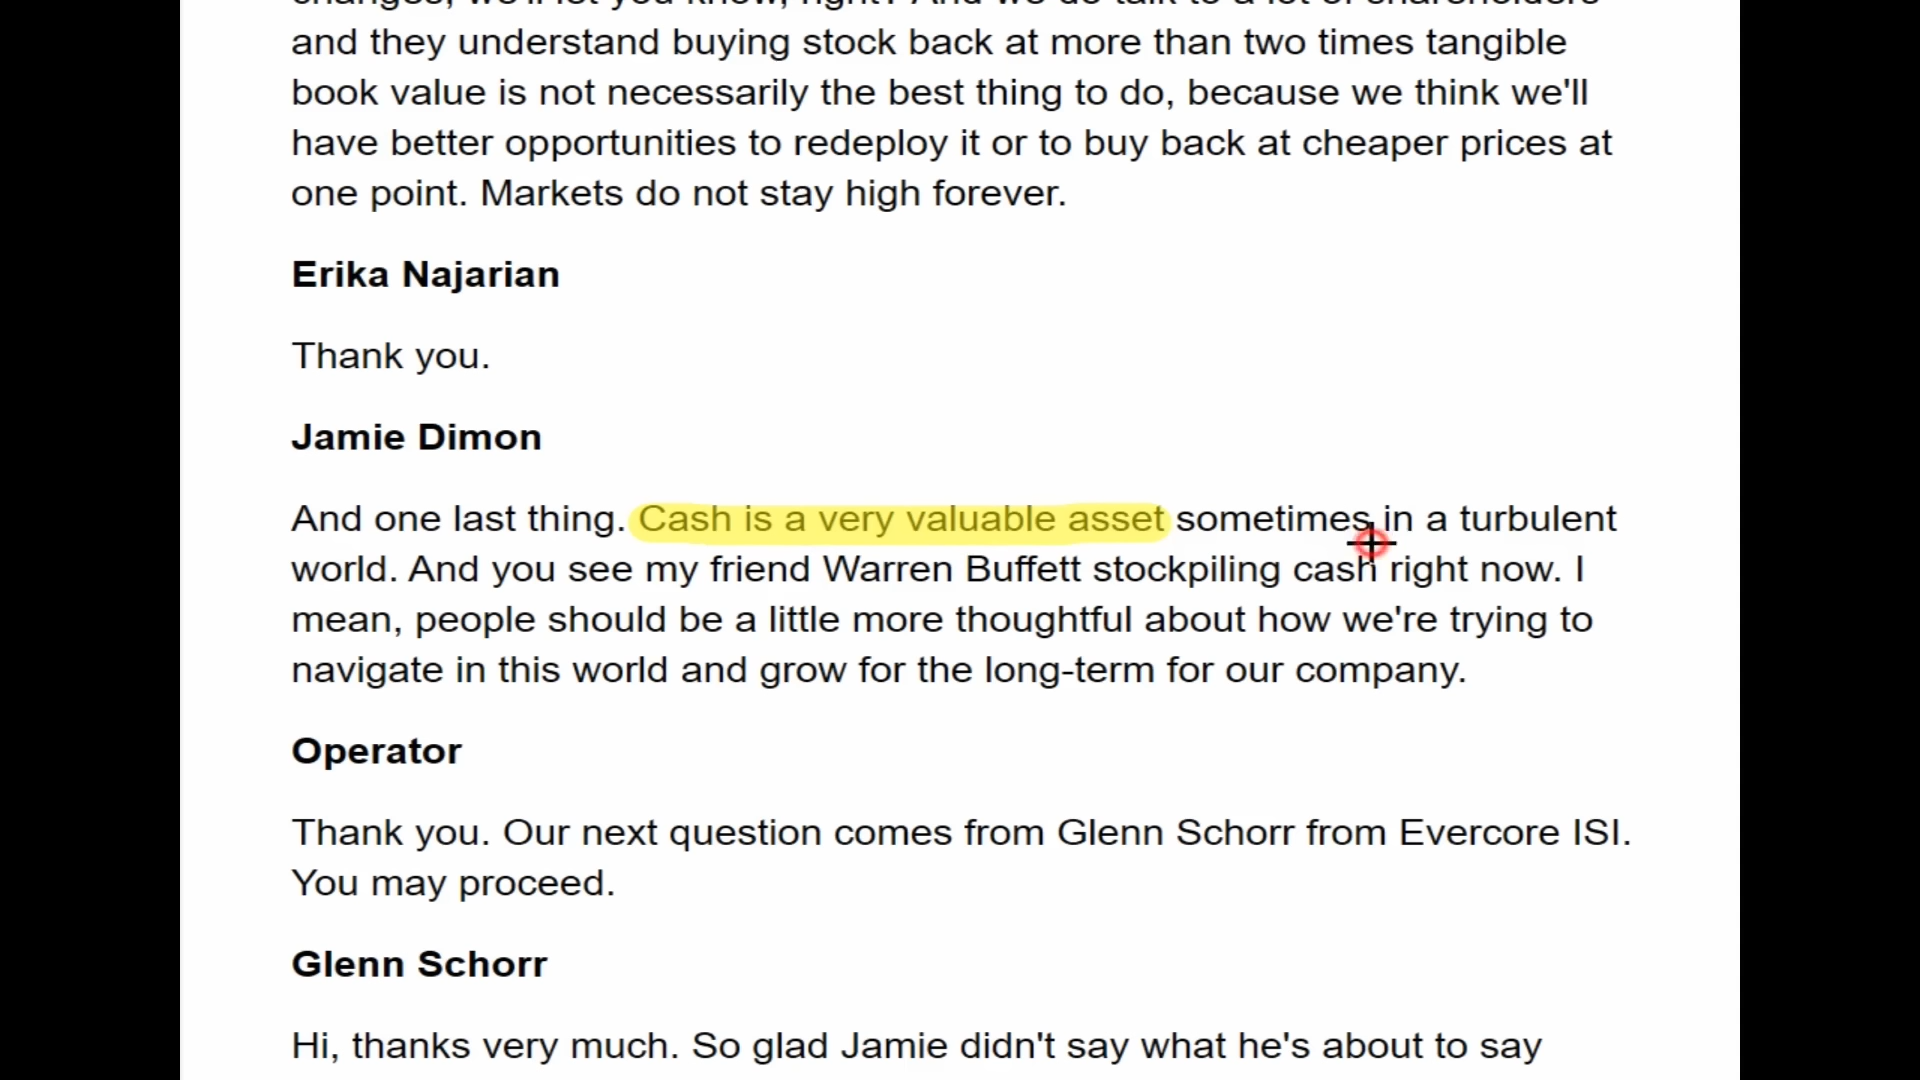 and they understand buying stock back at more than two times tangible
book value is not necessarily the best thing to do, because we think we'll
have better opportunities to redeploy it or to buy back at cheaper prices at
one point. Markets do not stay high forever.
Erika Najarian
Thank you.
Jamie Dimon
And one last thing. Cash is a very valuable asset sometimes in a turbulent
world. And you see my friend Warren Buffett stockpiling cash right now. I
mean, people should be a little more thoughtful about how we're trying to
navigate in this world and grow for the long-term for our company.
Operator
Thank you. Our next question comes from Glenn Schorr from Evercore ISI.
You may proceed.
Glenn Schorr
Hi, thanks very much. So glad Jamie didn't say what he's about to say